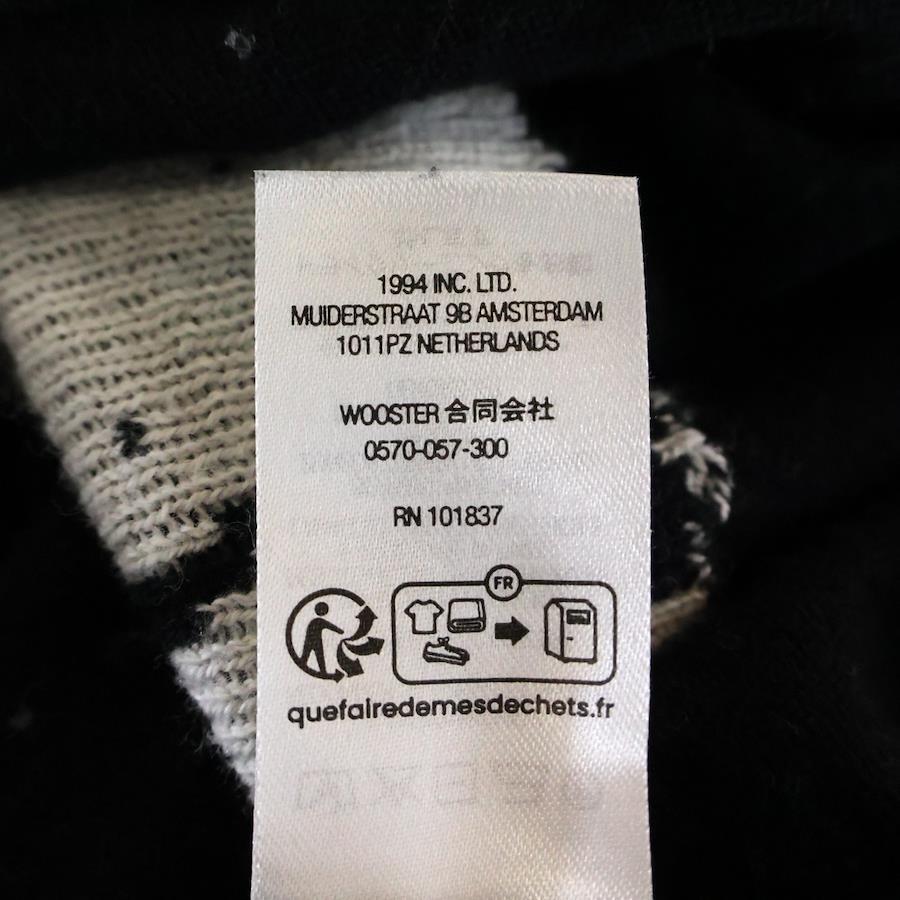 1994 INC. LTD.
MUIDERSTRAAT 9B AMSTERDAM
1011PZ NETHERLANDS
WOOSTER 合同会社
0570-057-300
RN 101837
FR
quefairedemesdechets.fr